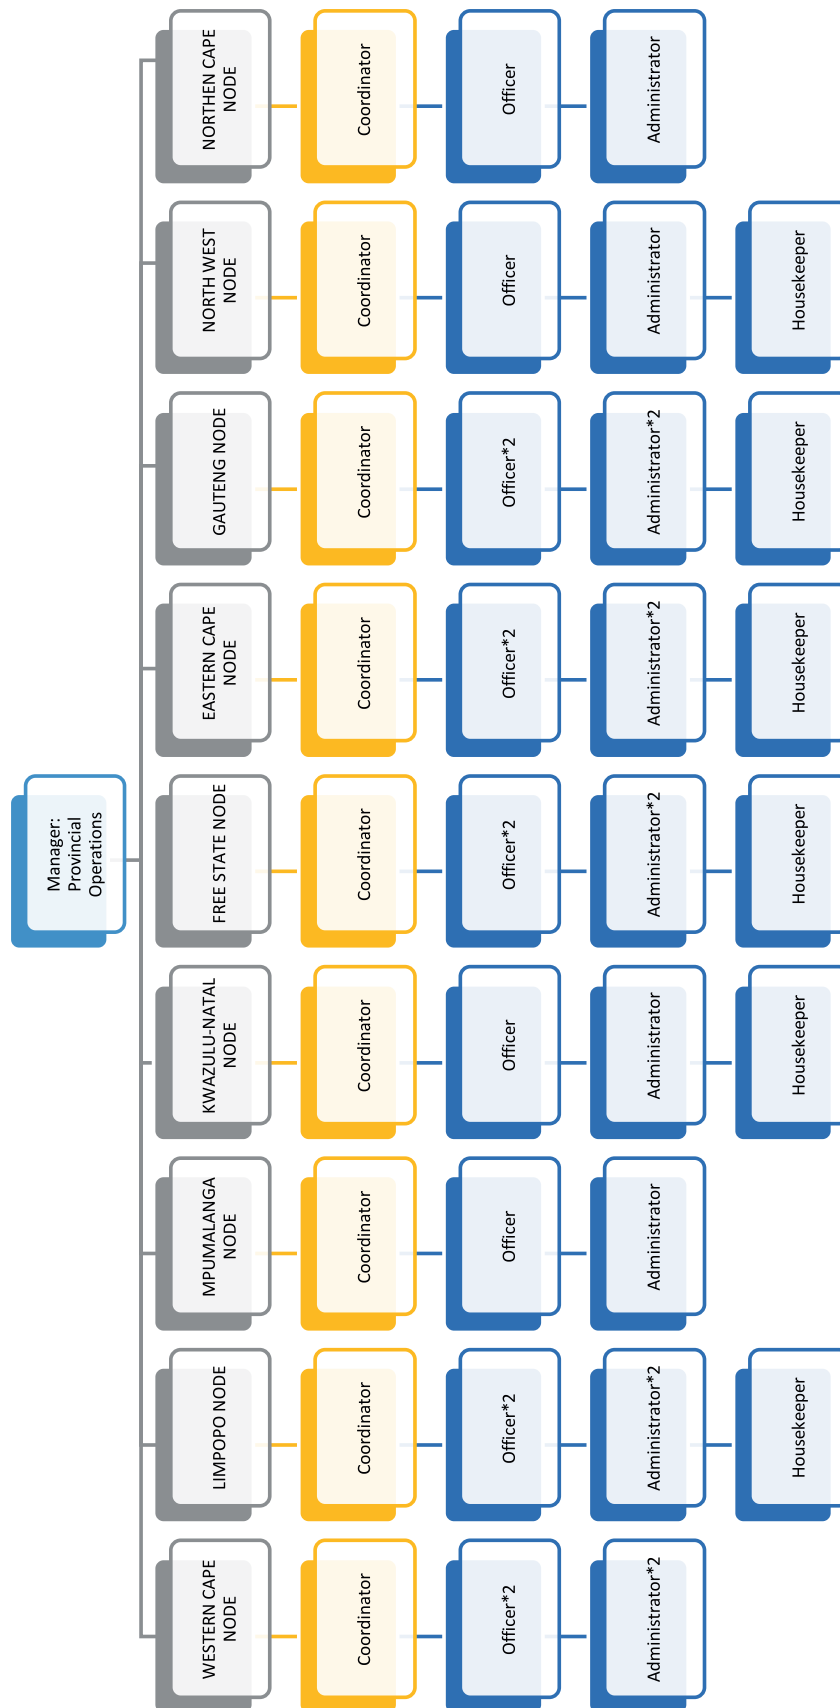 Manager:
Provincial
Operations
WESTERN CAPE
NODE
LIMPOPO NODE
MPUMALANGA
NODE
KWAZULU-NATAL
NODE
FREE STATE NODE
EASTERN CAPE
NODE
GAUTENG NODE
NORTH WEST
NODE
NORTHEN CAPE
NODE
Coordinator
Coordinator
Coordinator
Coordinator
Coordinator
Coordinator
Coordinator
Coordinator
Coordinator
Officer*2
Officer*2
Officer
Officer
Officer*2
Officer*2
Officer*2
Officer
Officer
Administrator*2
Administrator*2
Administrator
Administrator
Administrator*2
Administrator*2
Administrator*2
Administrator
Administrator
Housekeeper
Housekeeper
Housekeeper
Housekeeper
Housekeeper
Housekeeper